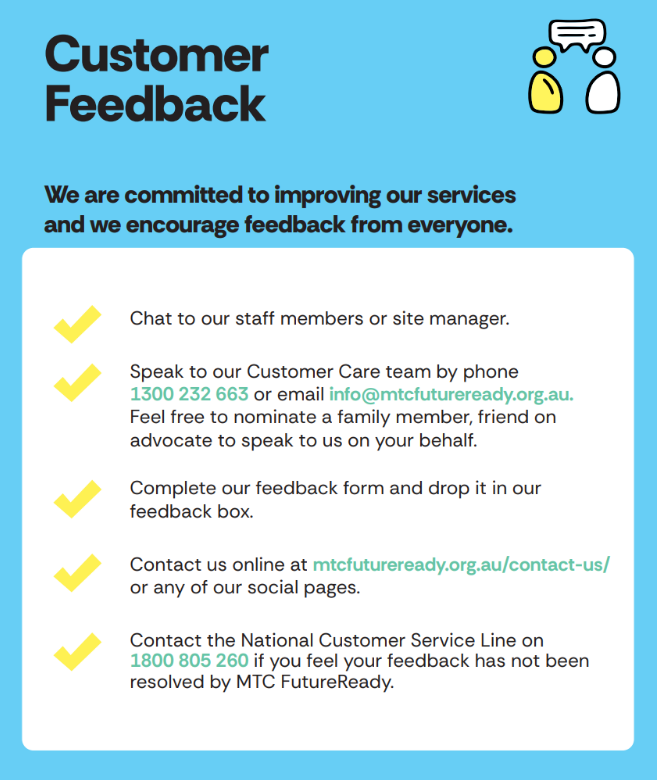 Customer
Feedback
We are committed to improving our services
and we encourage feedback from everyone.
Chat to our staff members or site manager.
Speak to our Customer Care team by phone
1300 232 663 or email info@mtcfutureready.org.au.
Feel free to nominate a family member, friend on
advocate to speak to us on your behalf.
Complete our feedback form and drop it in our
feedback box.
Contact us online at mtcfutureready.org.au/contact-us/
or any of our social pages.
Contact the National Customer Service Line on
1800 805 260 if you feel your feedback has not been
resolved by MTC FutureReady.